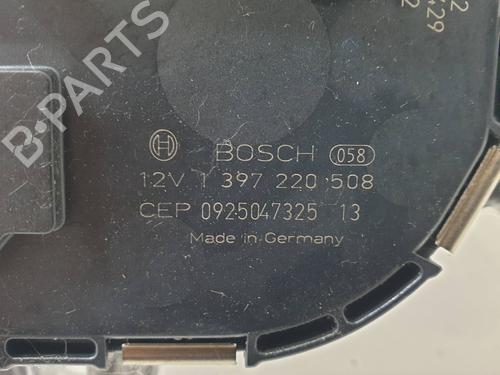 BOSCH 058
12V 1 397 220 508
CEP 0925047325 13
Made in Germany
B-PARTS